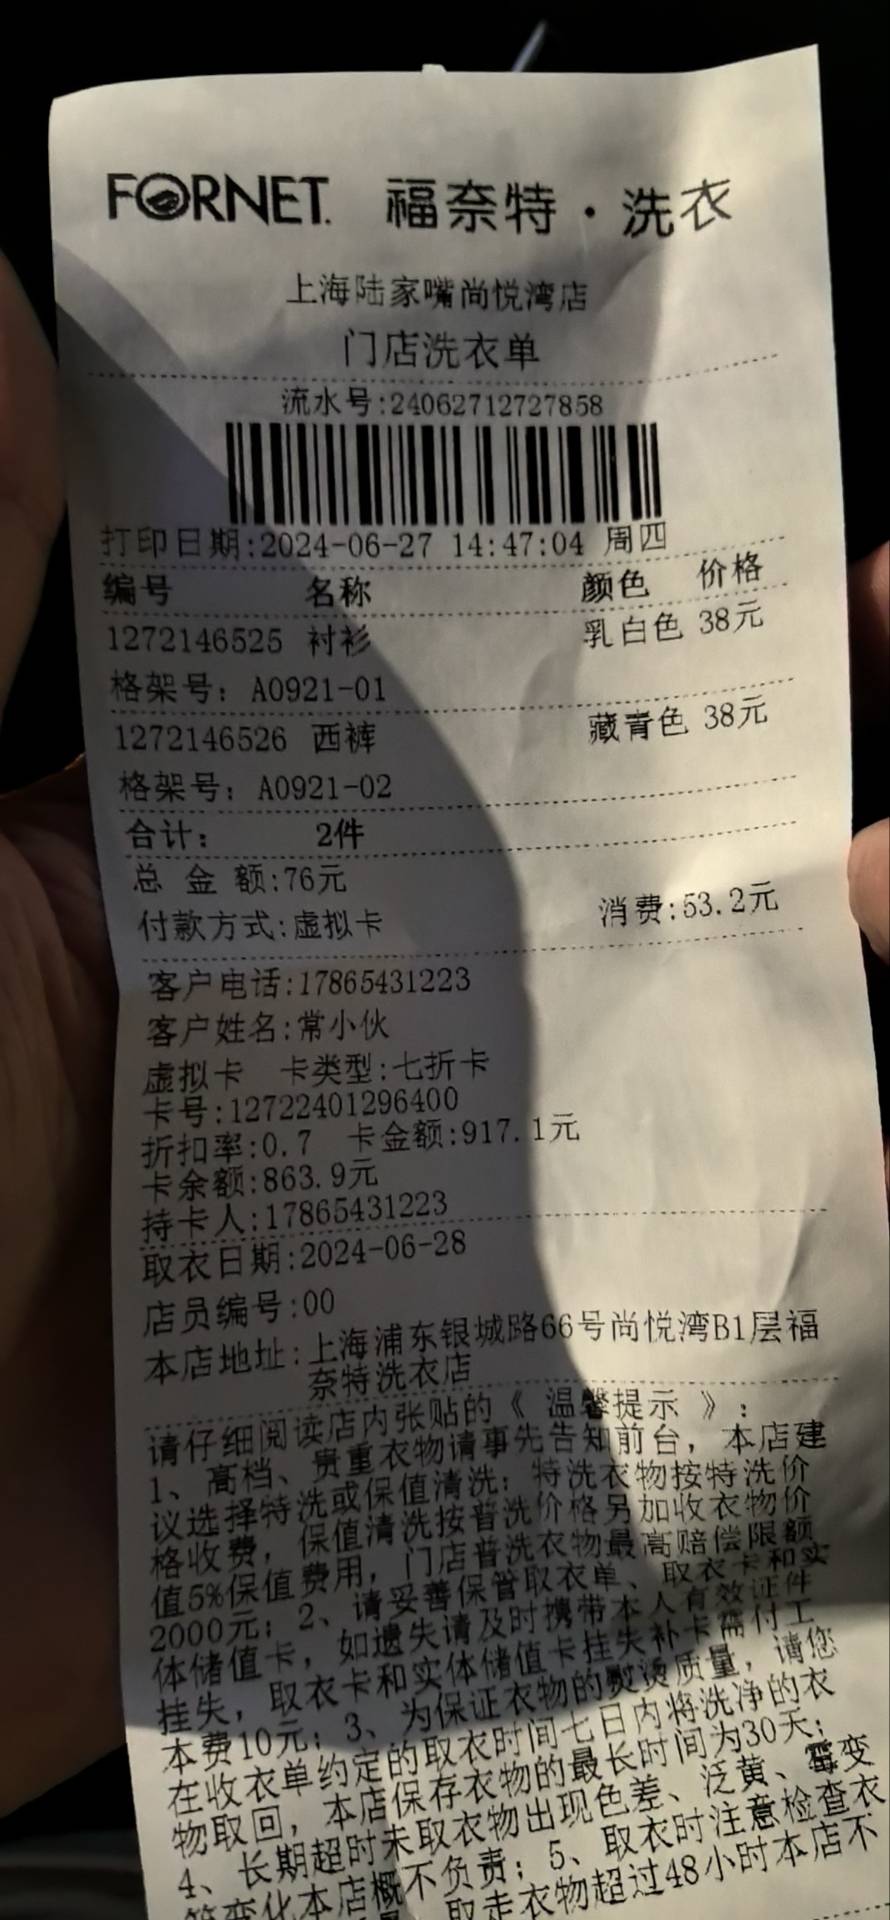 FORNET. 福奈特·洗衣
上海陆家嘴尚悦湾店
门店洗衣单
流水号:24062712727858
打印日期:2024-06-27 14:47:04 周四
编号 名称 颜色 价格
1272146525 衬衫 乳白色 38元
格架号: A0921-01
1272146526 西裤 藏青色 38元
格架号: A0921-02
合计: 2件
总 金 额:76元
付款方式:虚拟卡 消费:53.2元
客户电话:17865431223
客户姓名:常小伙
虚拟卡 卡类型:七折卡
卡号:12722401296400
折扣率:0.7 卡金额:917.1元
卡余额:863.9元
持卡人:17865431223
取衣日期:2024-06-28
店员编号:00
本店地址:上海浦东银城路66号尚悦湾B1层福
奈特洗衣店
请仔细阅读店内张贴的《 温馨提示 》:
1、高档、贵重衣物请事先告知前台，本店建
议选择特洗或保值清洗；特洗衣物按特洗价
格收费，保值清洗按普洗价格另加收衣物价
值5%保值费用，门店普洗衣物最高赔偿限额
2000元；2、请妥善保管取衣单、取衣卡和实
体储值卡，如遗失请及时携带本人有效证件
挂失，取衣卡和实体储值卡挂失补卡需付工
本费10元；3、为保证衣物的熨烫质量，请您
在收衣单约定的取衣时间七日内将洗净的衣
物取回，本店保存衣物的最长时间为30天；
4、长期超时未取衣物出现色差、泛黄、霉变
等变化本店概不负责；5、取衣时注意检查衣
取走衣物超过48小时本店不